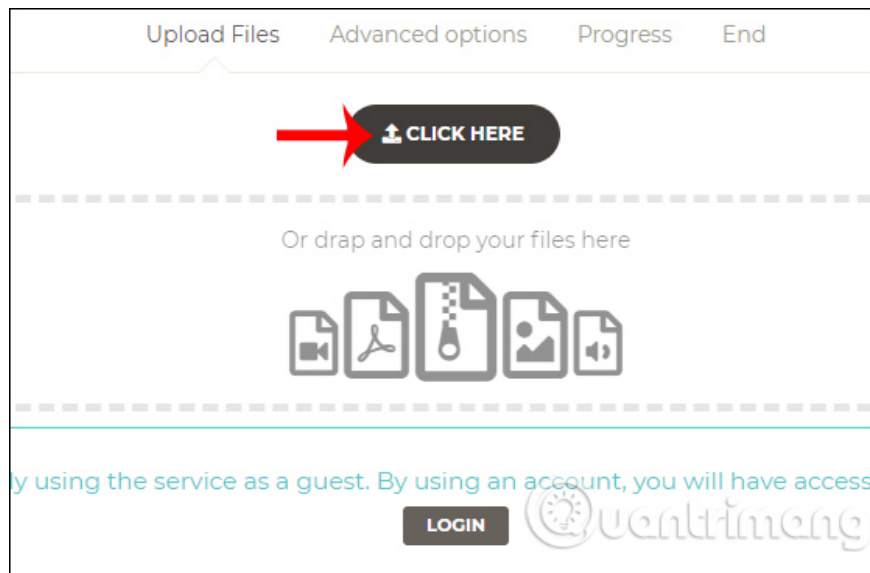 Upload Files Advanced options Progress End
CLICK HERE
Or drap and drop your files here
ly using the service as a guest. By using an account, you will have access
LOGIN
Quantrimang